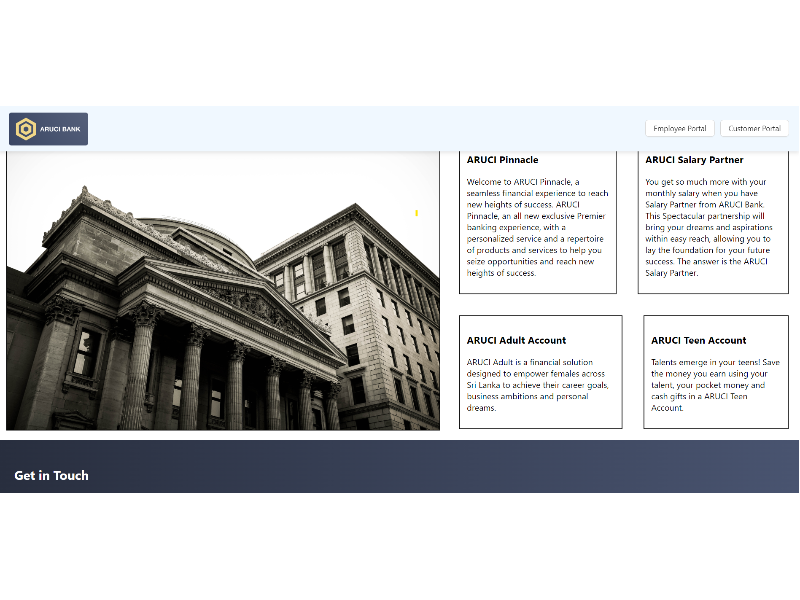 ARUCI BANK
Employee Portal
Customer Portal
ARUCI Pinnacle
Welcome to ARUCI Pinnacle, a
seamless financial experience to reach
new heights of success. ARUCI
Pinnacle, an all new exclusive Premier
banking experience, with a
personalized service and a repertoire
of products and services to help you
seize opportunities and reach new
heights of success.
ARUCI Salary Partner
You get so much more with your
monthly salary when you have
Salary Partner from ARUCI Bank.
This Spectacular partnership will
bring your dreams and aspirations
within easy reach, allowing you to
lay the foundation for your future
success. The answer is the ARUCI
Salary Partner.
ARUCI Adult Account
ARUCI Adult is a financial solution
designed to empower females across
Sri Lanka to achieve their career goals,
business ambitions and personal
dreams.
ARUCI Teen Account
Talents emerge in your teens! Save
the money you earn using your
talent, your pocket money and
cash gifts in a ARUCI Teen
Account.
Get in Touch